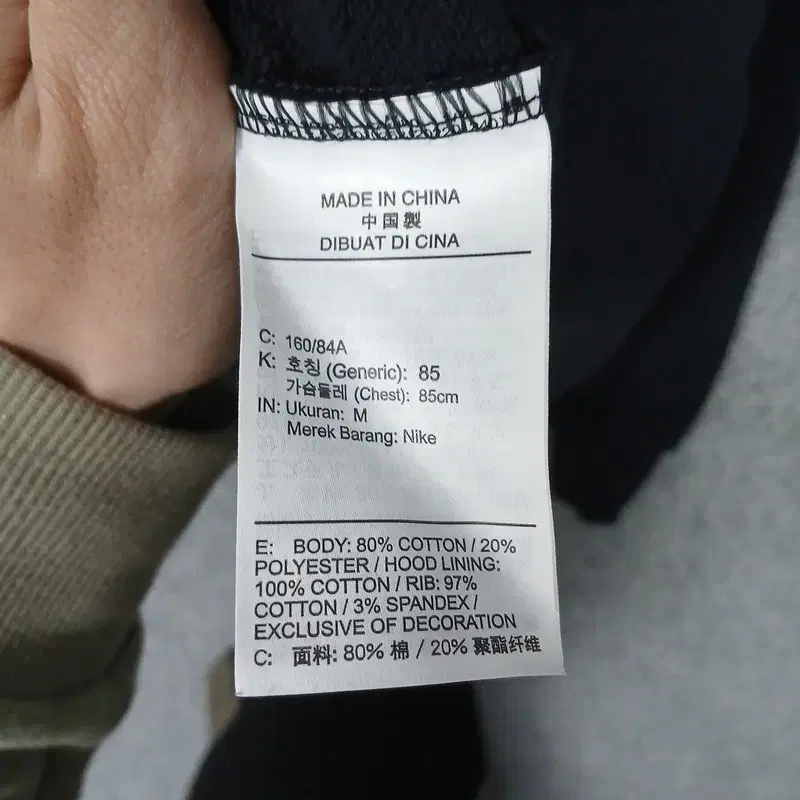 MADE IN CHINA
中国製
DIBUAT DI CINA
C: 160/84A
K: 호칭 (Generic): 85
가슴둘레 (Chest): 85cm
IN: Ukuran: M
Merek Barang: Nike
E: BODY: 80% COTTON / 20%
POLYESTER / HOOD LINING:
100% COTTON / RIB: 97%
COTTON / 3% SPANDEX /
EXCLUSIVE OF DECORATION
C: 面料: 80% 棉 / 20% 聚酯纤维